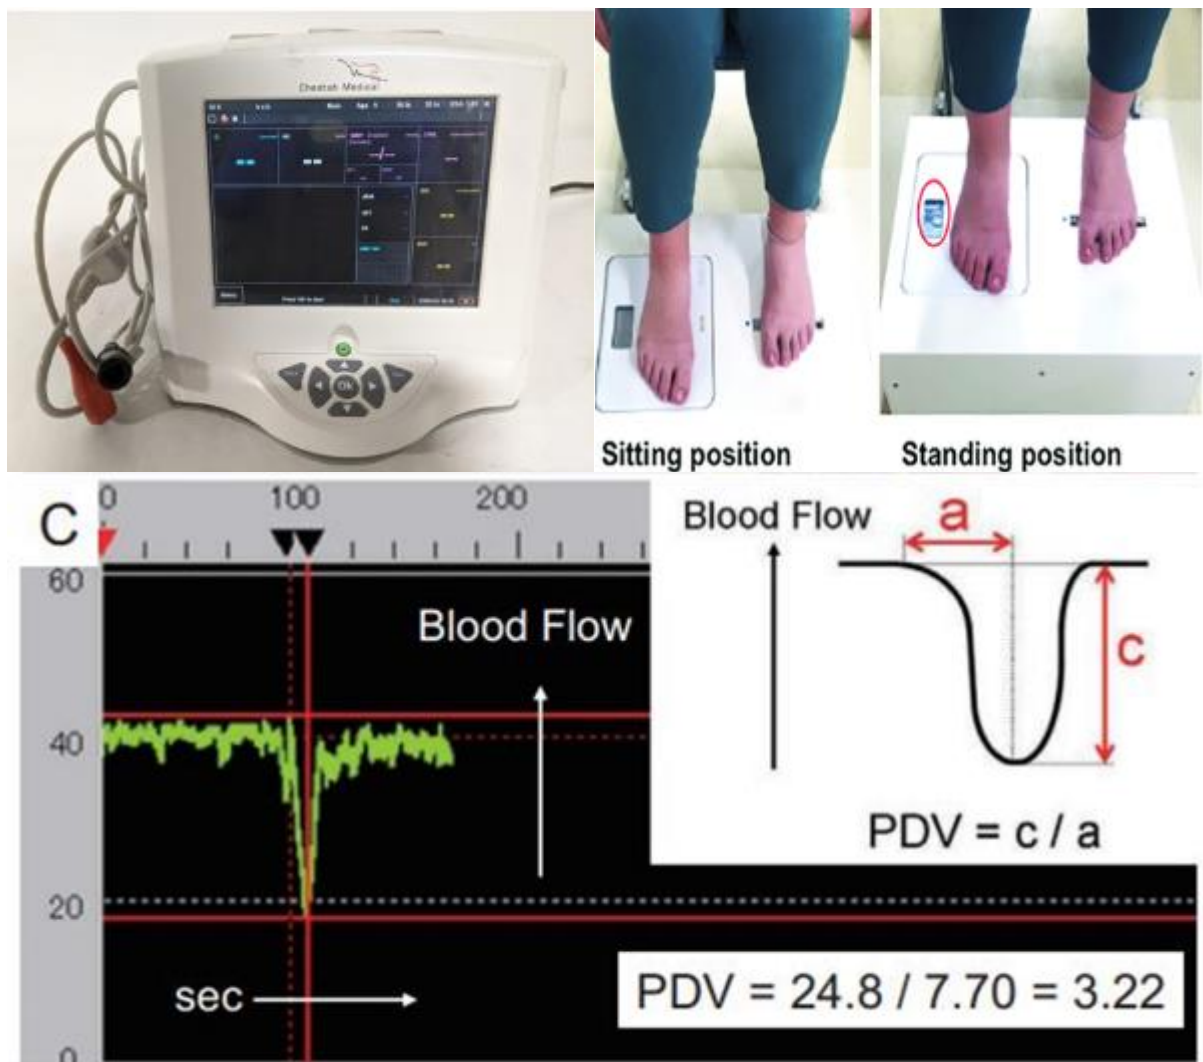 Cheetah Medical
Ok
Sitting position
Standing position
C
0
100
200
60
40
20
0
Blood Flow
sec
Blood Flow
a
c
PDV = c / a
PDV = 24.8 / 7.70 = 3.22